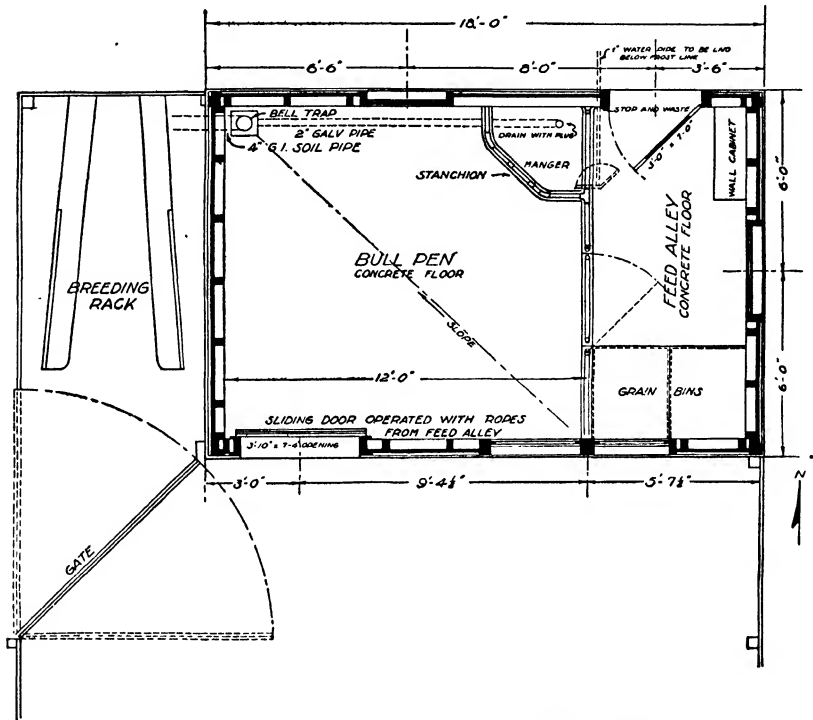 18'-0"
6'-6"
8'-0"
3'-6"
1" WATER PIPE TO BE LAID
BELOW FROST LINE
BELL TRAP
2" GALV PIPE
4" G.I. SOIL PIPE
DRAIN WITH PLUG
STOP AND WASTE
3'-0" x 7'-0"
WALL CABINET
6'-0"
MANGER
STANCHION
BULL PEN
CONCRETE FLOOR
FEED ALLEY
CONCRETE FLOOR
BREEDING
RACK
SLOPE
12'-0"
GRAIN BINS
6'-0"
SLIDING DOOR OPERATED WITH ROPES
FROM FEED ALLEY
3'-10" x 7'-4" OPENING
3'-0"
9'-4½"
5'-7½"
N
GATE